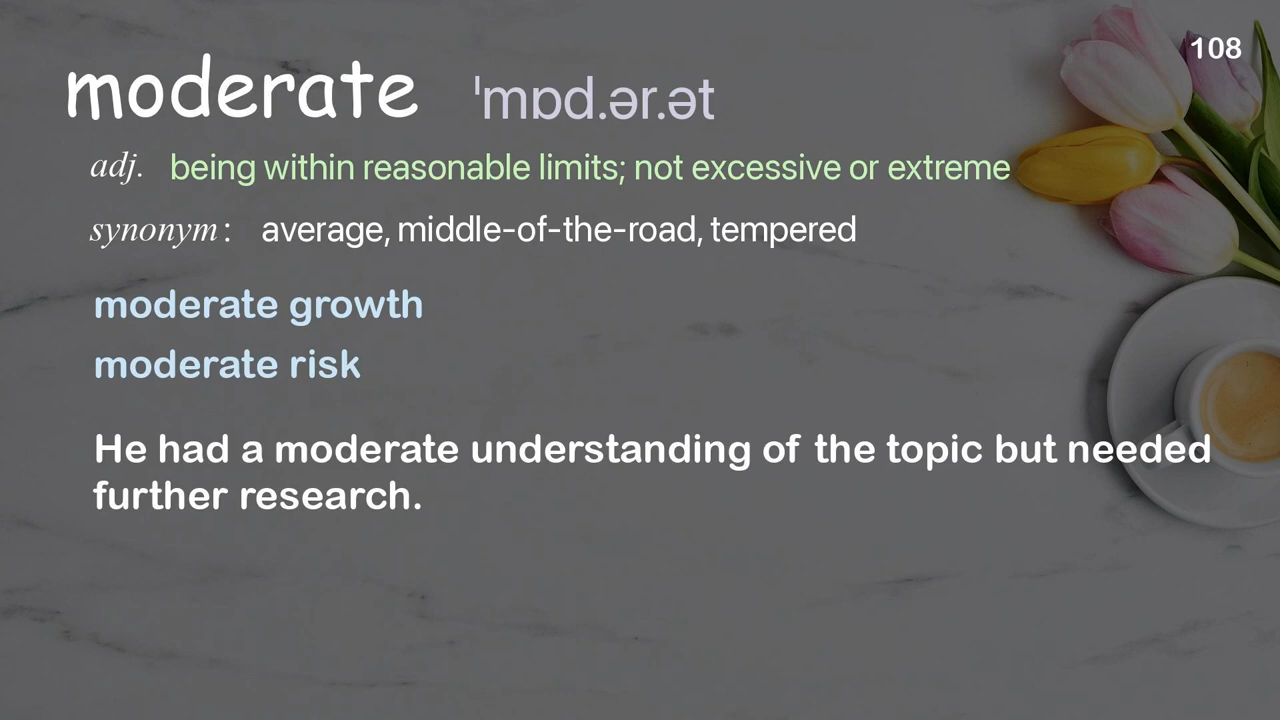 108
moderate ˈmɒd.ər.ət
adj. being within reasonable limits; not excessive or extreme
synonym: average, middle-of-the-road, tempered
moderate growth
moderate risk
He had a moderate understanding of the topic but needed
further research.